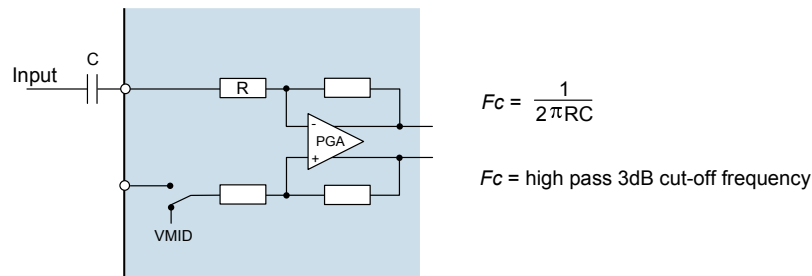 C
Input
R
Fc = 1 / 2πRC
-
PGA
+
Fc = high pass 3dB cut-off frequency
VMID